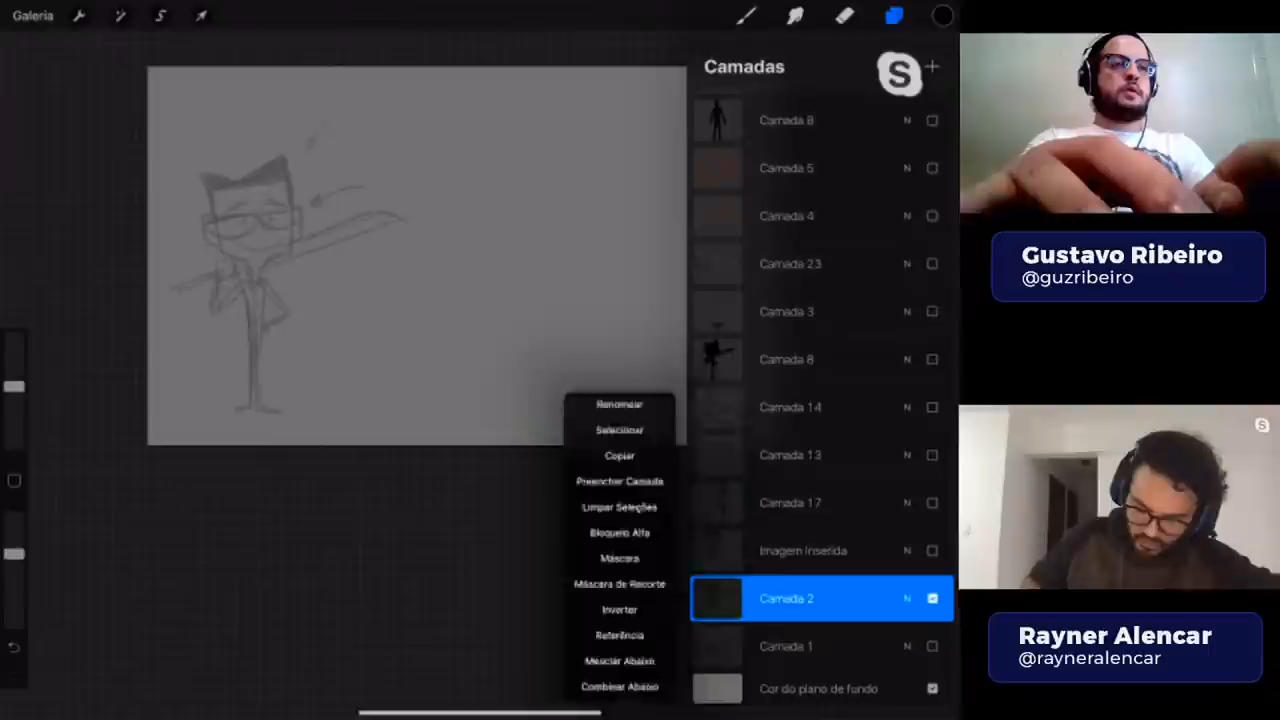 Galeria
Camadas
S
Camada 8 N
Camada 5 N
Camada 4 N
Camada 23 N
Camada 3 N
Camada 8 N
Camada 14 N
Camada 13 N
Camada 17 N
Imagem Inserida N
Camada 2 N
Camada 1 N
Cor do plano de fundo
Renomear
Selecionar
Copiar
Preencher Camada
Limpar Seleções
Bloqueio Alfa
Máscara
Máscara de Recorte
Inverter
Referência
Mesclar Abaixo
Combinar Abaixo
Gustavo Ribeiro
@guzribeiro
S
Rayner Alencar
@rayneralencar